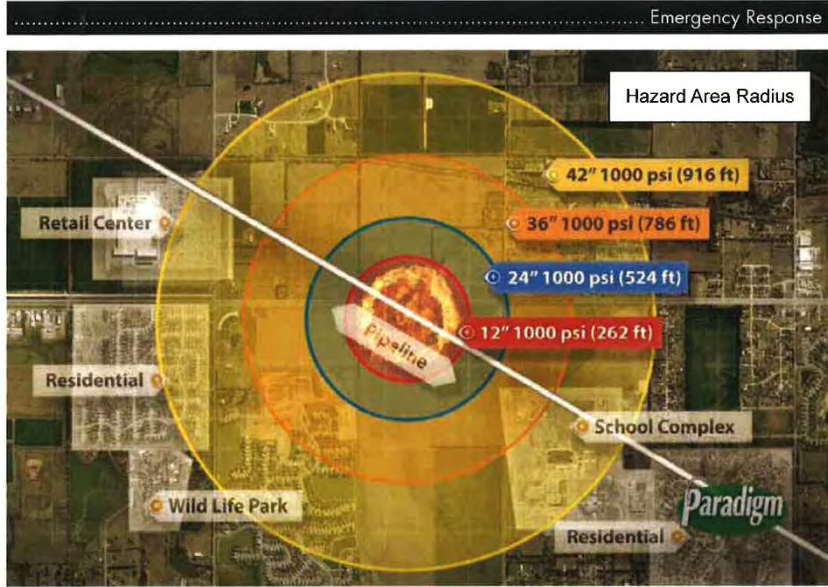 Emergency Response
Hazard Area Radius
42" 1000 psi (916 ft)
Retail Center
36" 1000 psi (786 ft)
24" 1000 psi (524 ft)
12" 1000 psi (262 ft)
Pipeline
Residential
School Complex
Wild Life Park
Paradigm
Residential